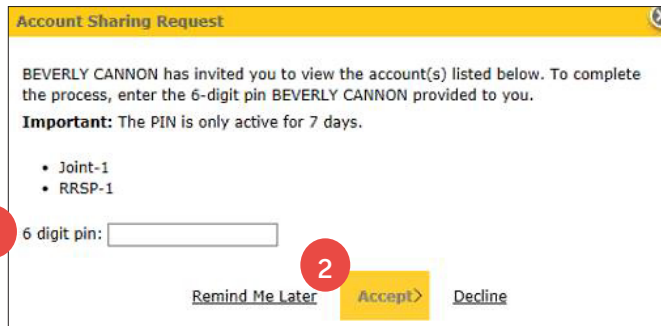 Account Sharing Request
BEVERLY CANNON has invited you to view the account(s) listed below. To complete
the process, enter the 6-digit pin BEVERLY CANNON provided to you.
Important: The PIN is only active for 7 days.
• Joint-1
• RRSP-1
6 digit pin:
2
Remind Me Later Accept> Decline